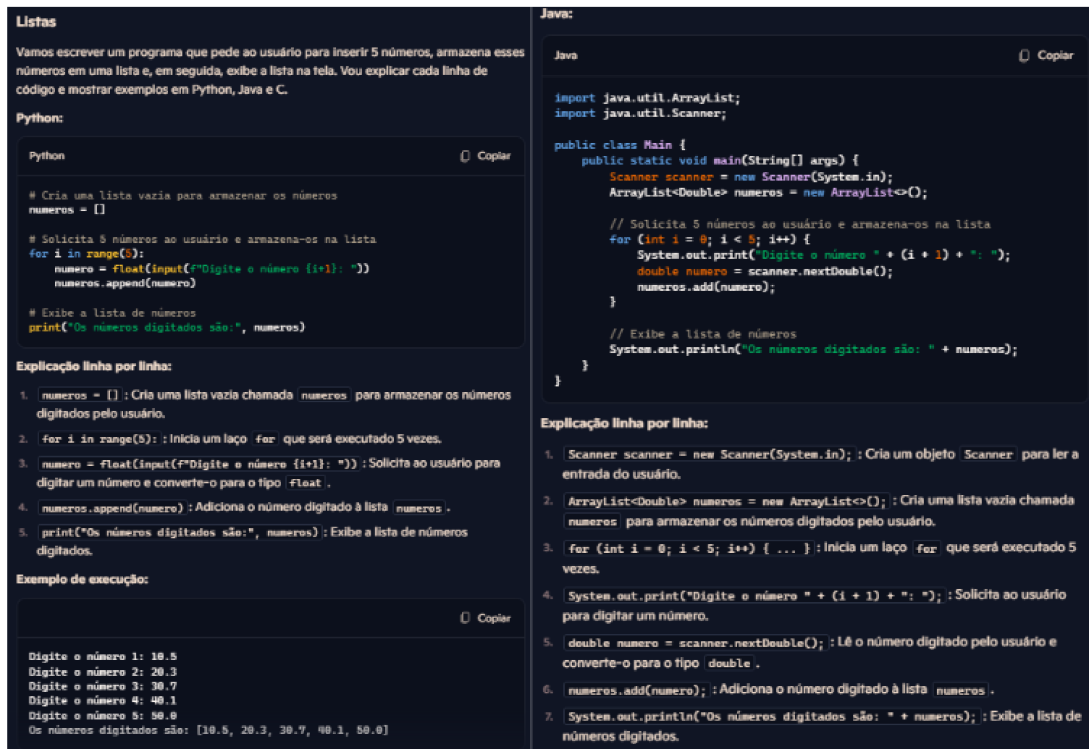 Listas
Vamos escrever um programa que pede ao usuário para inserir 5 números, armazena esses
números em uma lista e, em seguida, exibe a lista na tela. Vou explicar cada linha de
código e mostrar exemplos em Python, Java e C.
Python:
Python
Copiar
# Cria uma lista vazia para armazenar os números
numeros = []
# Solicita 5 números ao usuário e armazena-os na lista
for i in range(5):
    numero = float(input(f"Digite o número {i+1}: "))
    numeros.append(numero)
# Exibe a lista de números
print("Os números digitados são:", numeros)
Explicação linha por linha:
1. numeros = [] : Cria uma lista vazia chamada numeros para armazenar os números
digitados pelo usuário.
2. for i in range(5): : Inicia um laço for que será executado 5 vezes.
3. numero = float(input(f"Digite o número {i+1}: ")) : Solicita ao usuário para
digitar um número e converte-o para o tipo float .
4. numeros.append(numero) : Adiciona o número digitado à lista numeros .
5. print("Os números digitados são:", numeros) : Exibe a lista de números
digitados.
Exemplo de execução:
Copiar
Digite o número 1: 10.5
Digite o número 2: 20.3
Digite o número 3: 30.7
Digite o número 4: 40.1
Digite o número 5: 50.0
Os números digitados são: [10.5, 20.3, 30.7, 40.1, 50.0]
Java:
Java
Copiar
import java.util.ArrayList;
import java.util.Scanner;
public class Main {
    public static void main(String[] args) {
        Scanner scanner = new Scanner(System.in);
        ArrayList<Double> numeros = new ArrayList<>();
        // Solicita 5 números ao usuário e armazena-os na lista
        for (int i = 0; i < 5; i++) {
            System.out.print("Digite o número " + (i + 1) + ": ");
            double numero = scanner.nextDouble();
            numeros.add(numero);
        }
        // Exibe a lista de números
        System.out.println("Os números digitados são: " + numeros);
    }
}
Explicação linha por linha:
1. Scanner scanner = new Scanner(System.in); : Cria um objeto Scanner para ler a
entrada do usuário.
2. ArrayList<Double> numeros = new ArrayList<>(); : Cria uma lista vazia chamada
numeros para armazenar os números digitados pelo usuário.
3. for (int i = 0; i < 5; i++) { ... } : Inicia um laço for que será executado 5
vezes.
4. System.out.print("Digite o número " + (i + 1) + ": "); : Solicita ao usuário
para digitar um número.
5. double numero = scanner.nextDouble(); : Lê o número digitado pelo usuário e
converte-o para o tipo double .
6. numeros.add(numero); : Adiciona o número digitado à lista numeros .
7. System.out.println("Os números digitados são: " + numeros); : Exibe a lista de
números digitados.